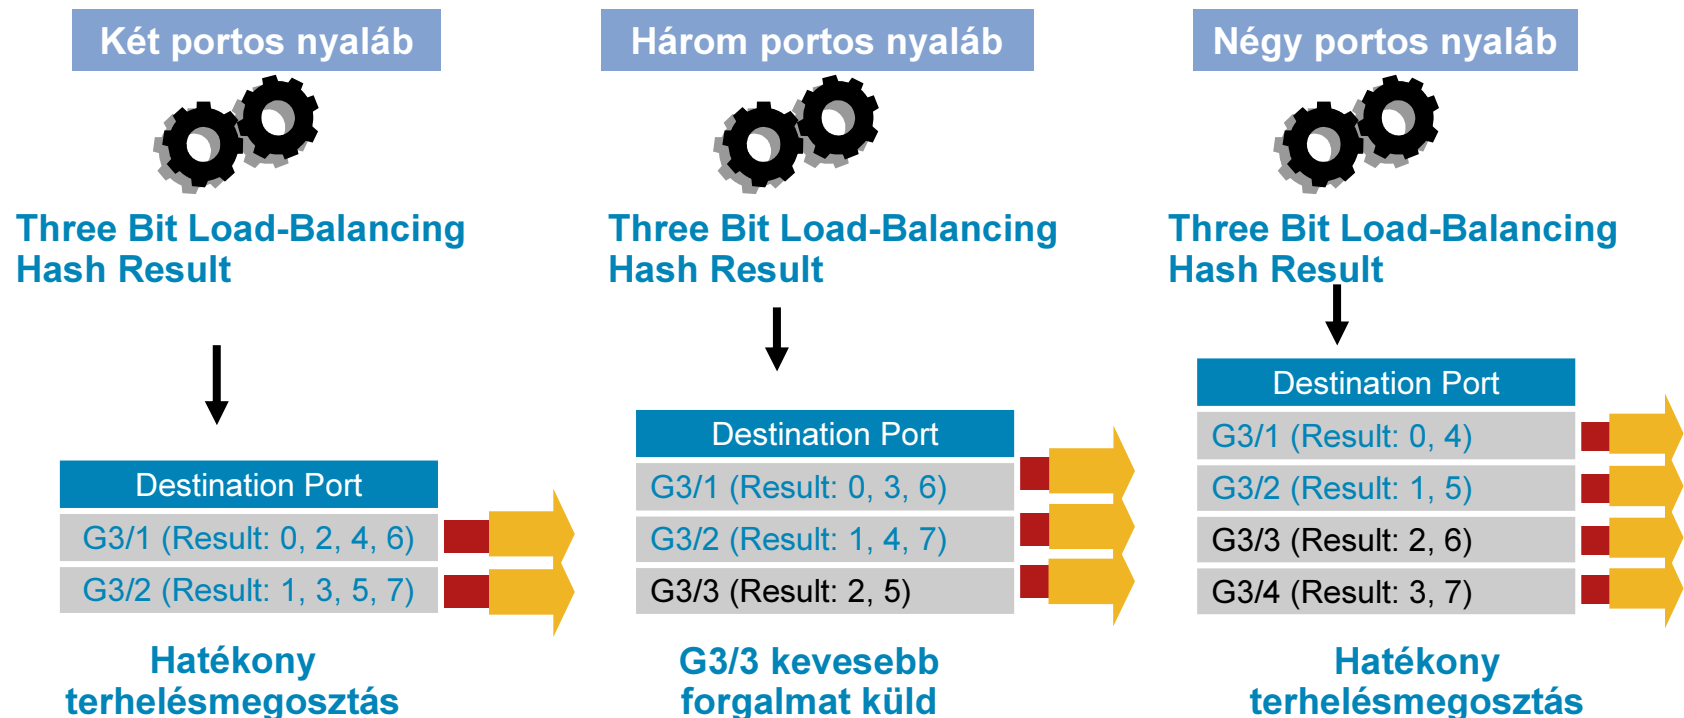 Két portos nyaláb
Three Bit Load-Balancing
Hash Result
Destination Port
G3/1 (Result: 0, 2, 4, 6)
G3/2 (Result: 1, 3, 5, 7)
Hatékony
terhelésmegosztás
Három portos nyaláb
Three Bit Load-Balancing
Hash Result
Destination Port
G3/1 (Result: 0, 3, 6)
G3/2 (Result: 1, 4, 7)
G3/3 (Result: 2, 5)
G3/3 kevesebb
forgalmat küld
Négy portos nyaláb
Three Bit Load-Balancing
Hash Result
Destination Port
G3/1 (Result: 0, 4)
G3/2 (Result: 1, 5)
G3/3 (Result: 2, 6)
G3/4 (Result: 3, 7)
Hatékony
terhelésmegosztás